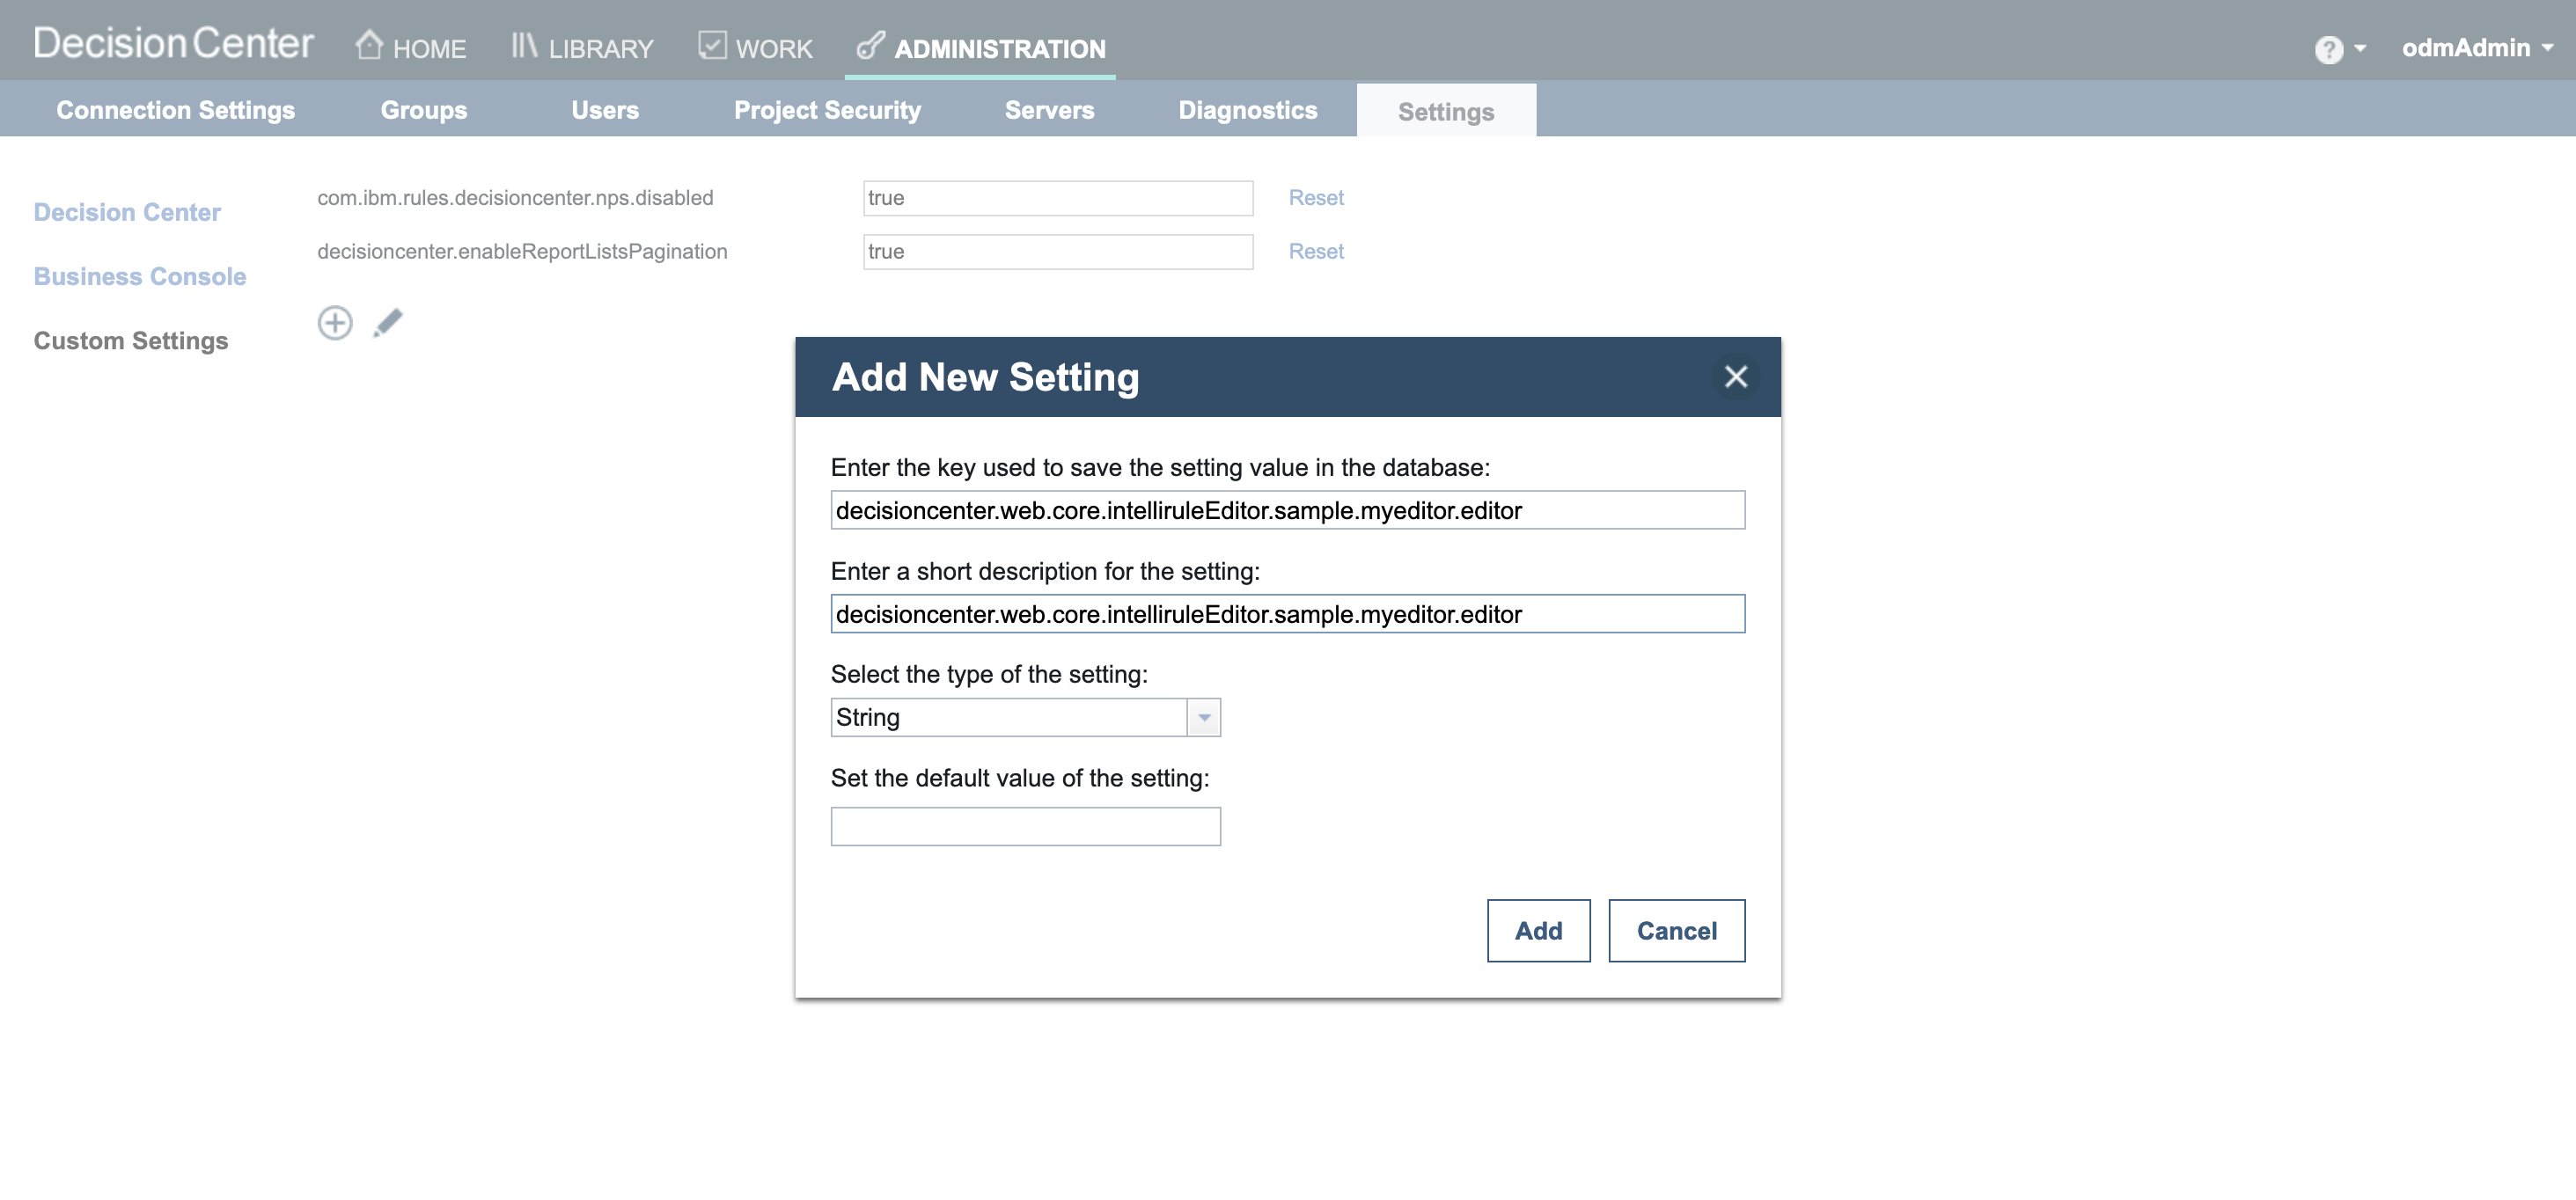 Decision Center HOME LIBRARY WORK ADMINISTRATION ? odmAdmin
Connection Settings Groups Users Project Security Servers Diagnostics Settings
Decision Center
Business Console
Custom Settings
com.ibm.rules.decisioncenter.nps.disabled true Reset
decisioncenter.enableReportListsPagination true Reset
Add New Setting
Enter the key used to save the setting value in the database:
decisioncenter.web.core.intelliruleEditor.sample.myeditor.editor
Enter a short description for the setting:
decisioncenter.web.core.intelliruleEditor.sample.myeditor.editor
Select the type of the setting:
String
Set the default value of the setting:
Add Cancel